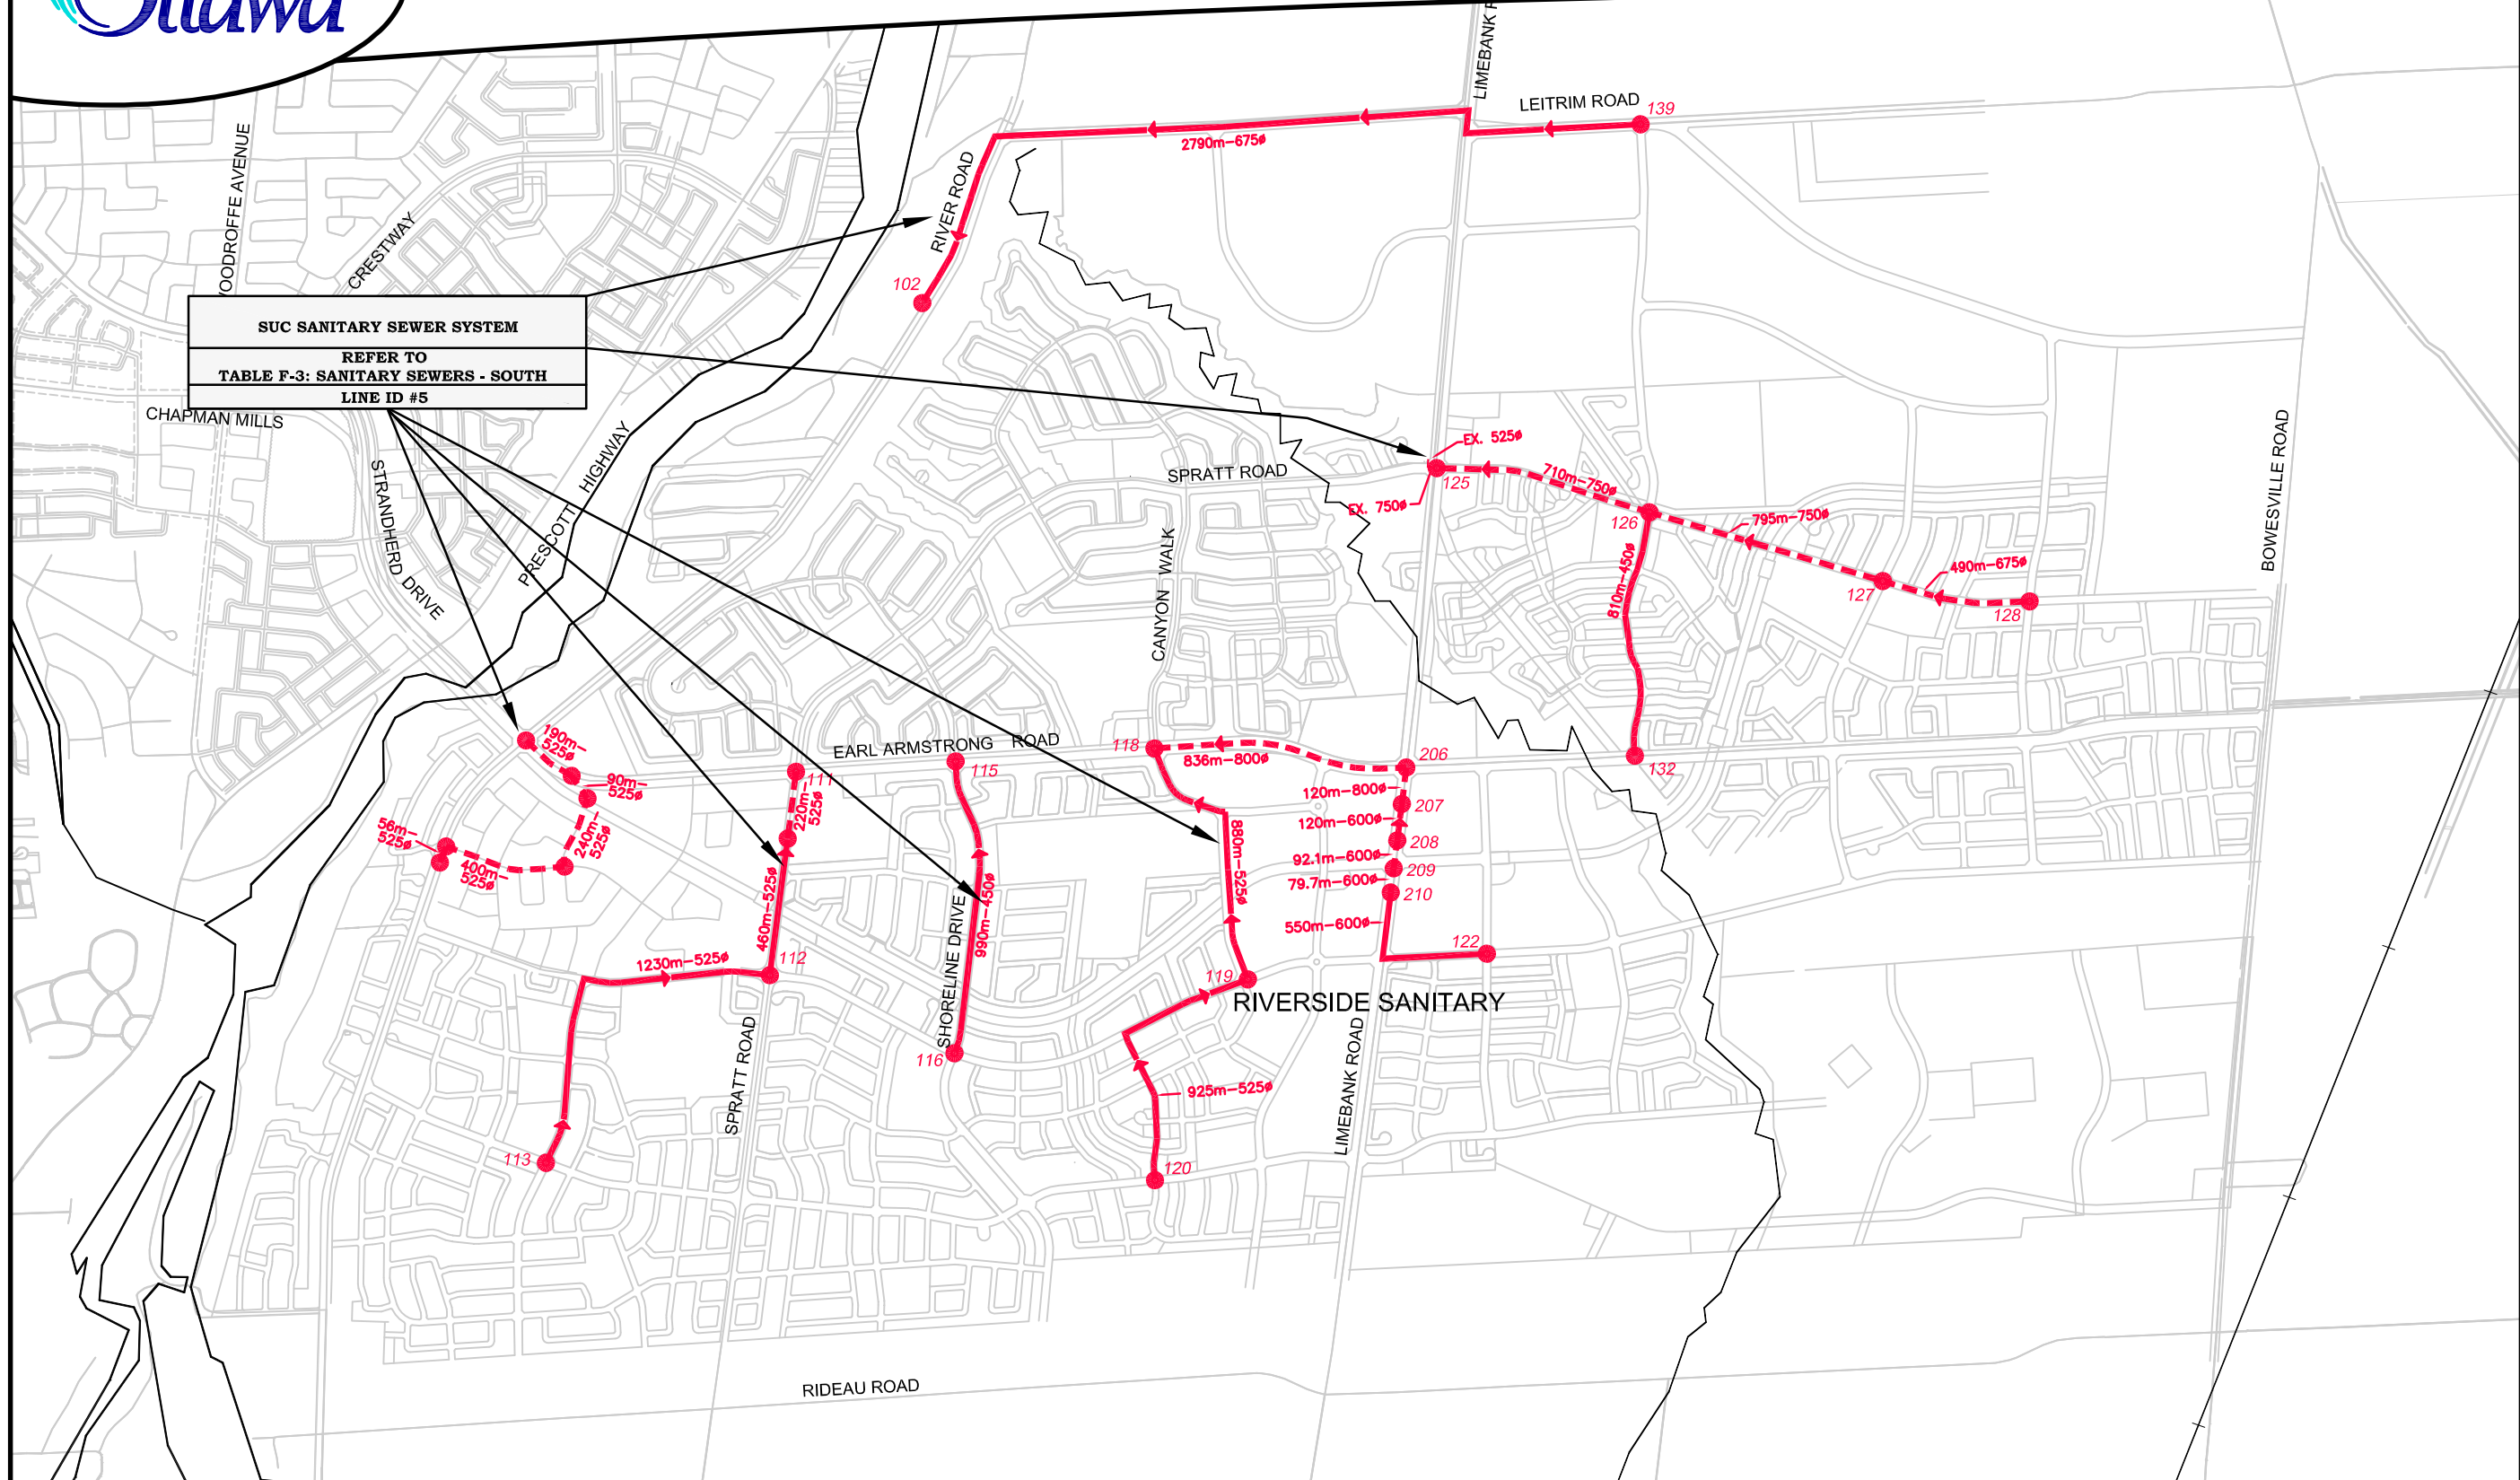 Ottawa
LIMEBANK R
LEITRIM ROAD
139
2790m-675ø
WOODROFFE AVENUE
CRESTWAY
RIVER ROAD
102
SUC SANITARY SEWER SYSTEM
REFER TO
TABLE F-3: SANITARY SEWERS - SOUTH
LINE ID #5
CHAPMAN MILLS
STRANDHERD DRIVE
PRESCOTT HIGHWAY
SPRATT ROAD
EX. 525ø
125
EX. 750ø
710m-750ø
126
795m-750ø
490m-675ø
127
128
810m-450ø
BOWESVILLE ROAD
CANYON WALK
190m-
525ø
90m-
525ø
240m-
525ø
56m-
525ø
400m-
525ø
EARL ARMSTRONG ROAD
111
220m-
525ø
115
118
836m-800ø
206
132
120m-800ø
207
120m-600ø
208
92.1m-600ø
209
79.7m-600ø
210
550m-600ø
122
460m-525ø
880m-525ø
990m-450ø
SHORELINE DRIVE
1230m-525ø
112
119
RIVERSIDE SANITARY
116
SPRATT ROAD
LIMEBANK ROAD
925m-525ø
113
120
RIDEAU ROAD